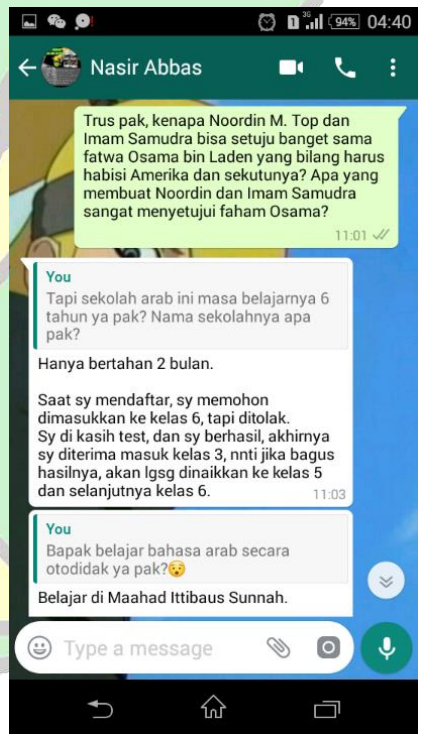 3G
1
94%
04:40
Nasir Abbas
Trus pak, kenapa Noordin M. Top dan
Imam Samudra bisa setuju banget sama
fatwa Osama bin Laden yang bilang harus
habisi Amerika dan sekutunya? Apa yang
membuat Noordin dan Imam Samudra
sangat menyetujui faham Osama?
11:01
You
Tapi sekolah arab ini masa belajarnya 6
tahun ya pak? Nama sekolahnya apa
pak?
Hanya bertahan 2 bulan.
Saat sy mendaftar, sy memohon
dimasukkan ke kelas 6, tapi ditolak.
Sy di kasih test, dan sy berhasil, akhirnya
sy diterima masuk kelas 3, nnti jika bagus
hasilnya, akan lgsg dinaikkan ke kelas 5
dan selanjutnya kelas 6.
11:03
You
Bapak belajar bahasa arab secara
otodidak ya pak?😯
Belajar di Maahad Ittibaus Sunnah.
Type a message